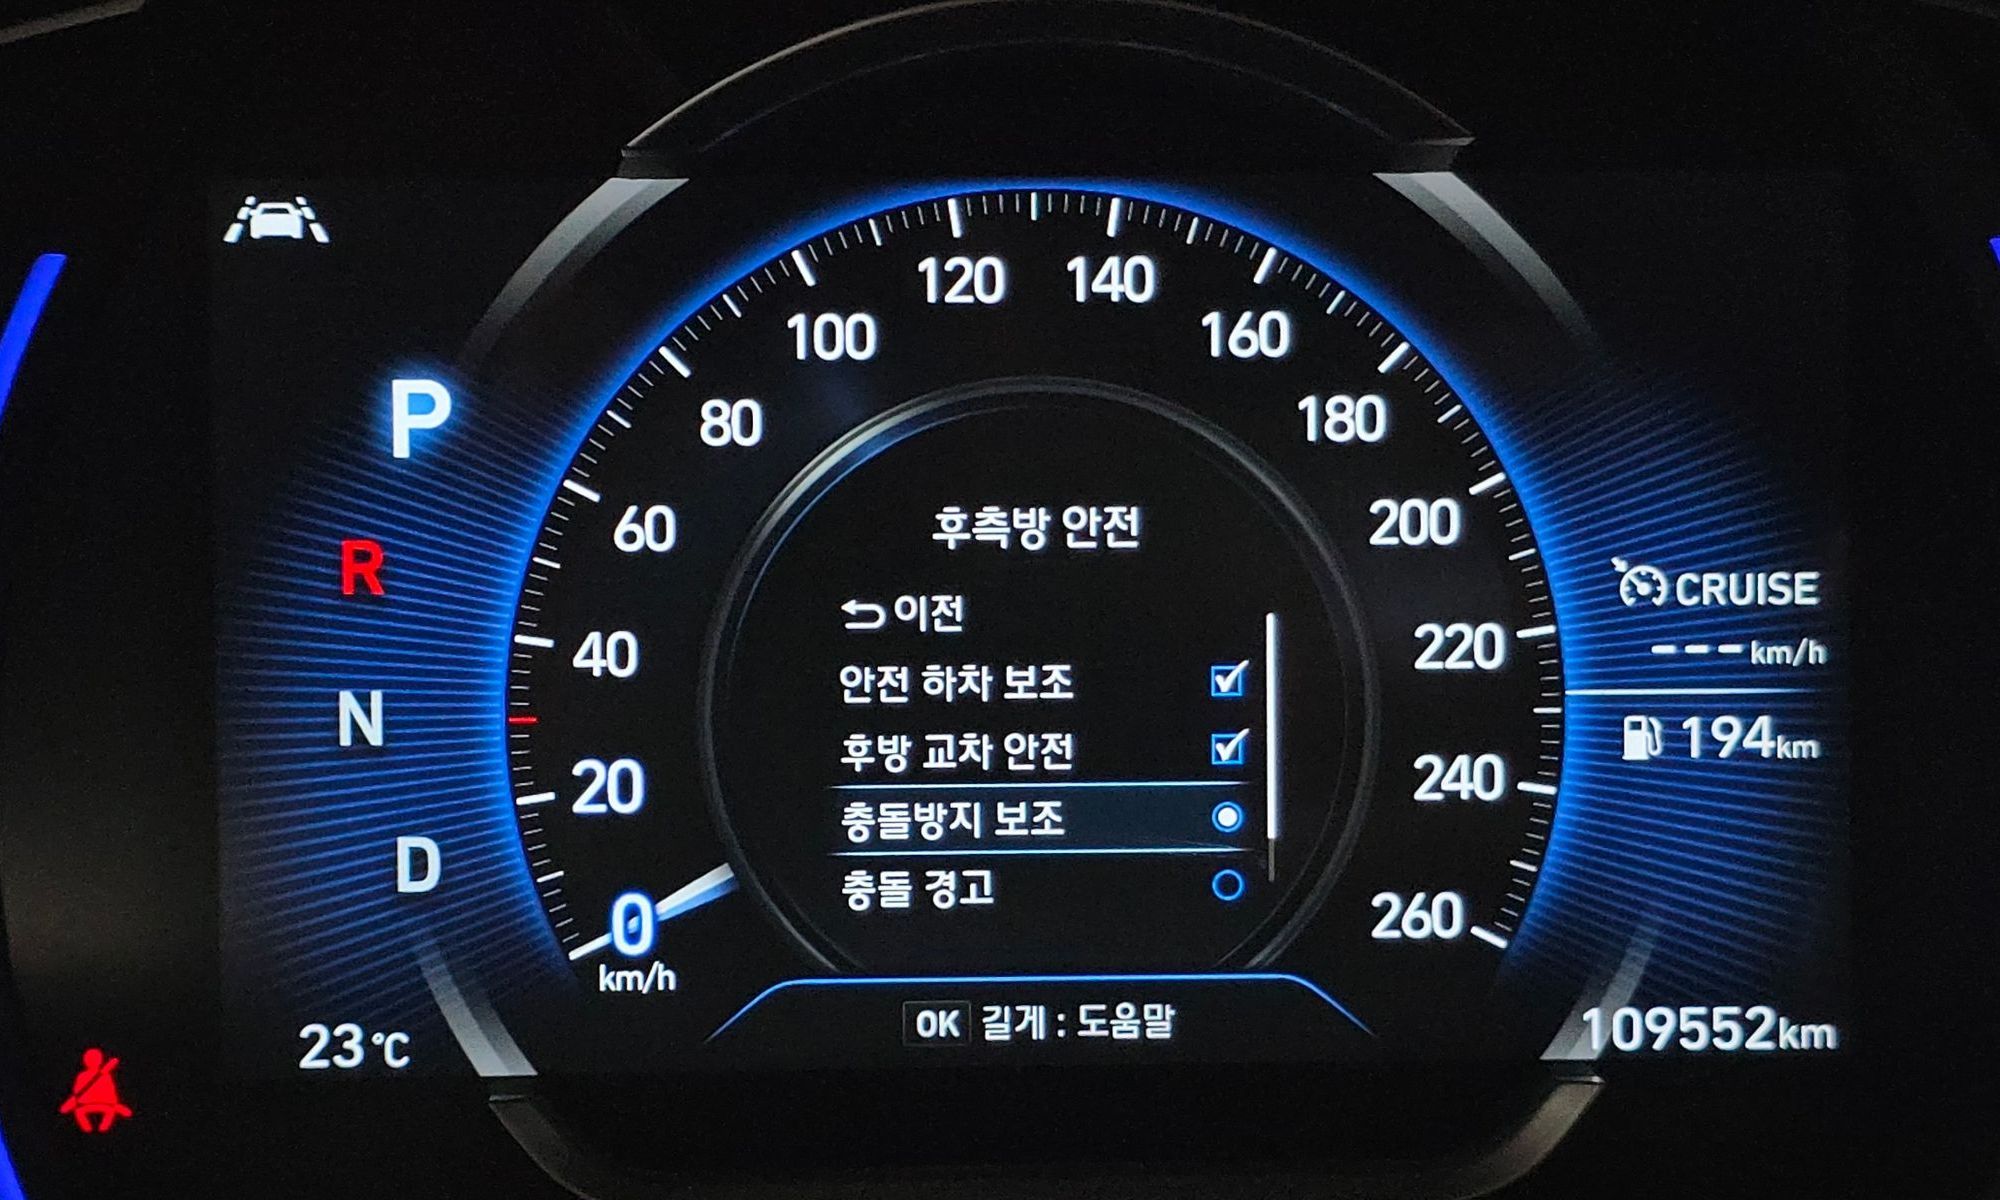 120 140
100 160
80 180
60 200
40 220
20 240
0 260
km/h
P
R
N
D
후측방 안전
이전
안전 하차 보조
후방 교차 안전
충돌방지 보조
충돌 경고
OK 길게 : 도움말
CRUISE
---km/h
194km
23°C
109552km